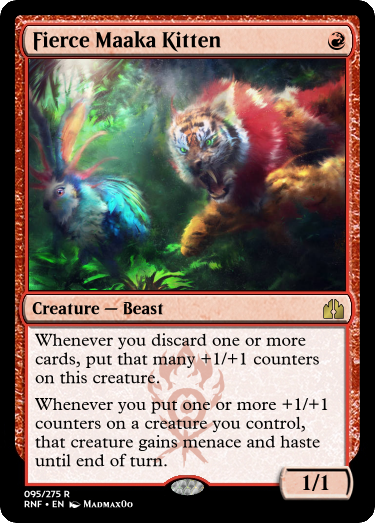 Fierce Maaka Kitten
Creature — Beast
Whenever you discard one or more
cards, put that many +1/+1 counters
on this creature.
Whenever you put one or more +1/+1
counters on a creature you control,
that creature gains menace and haste
until end of turn.
1/1
095/275 R
RNF • EN MadMax00